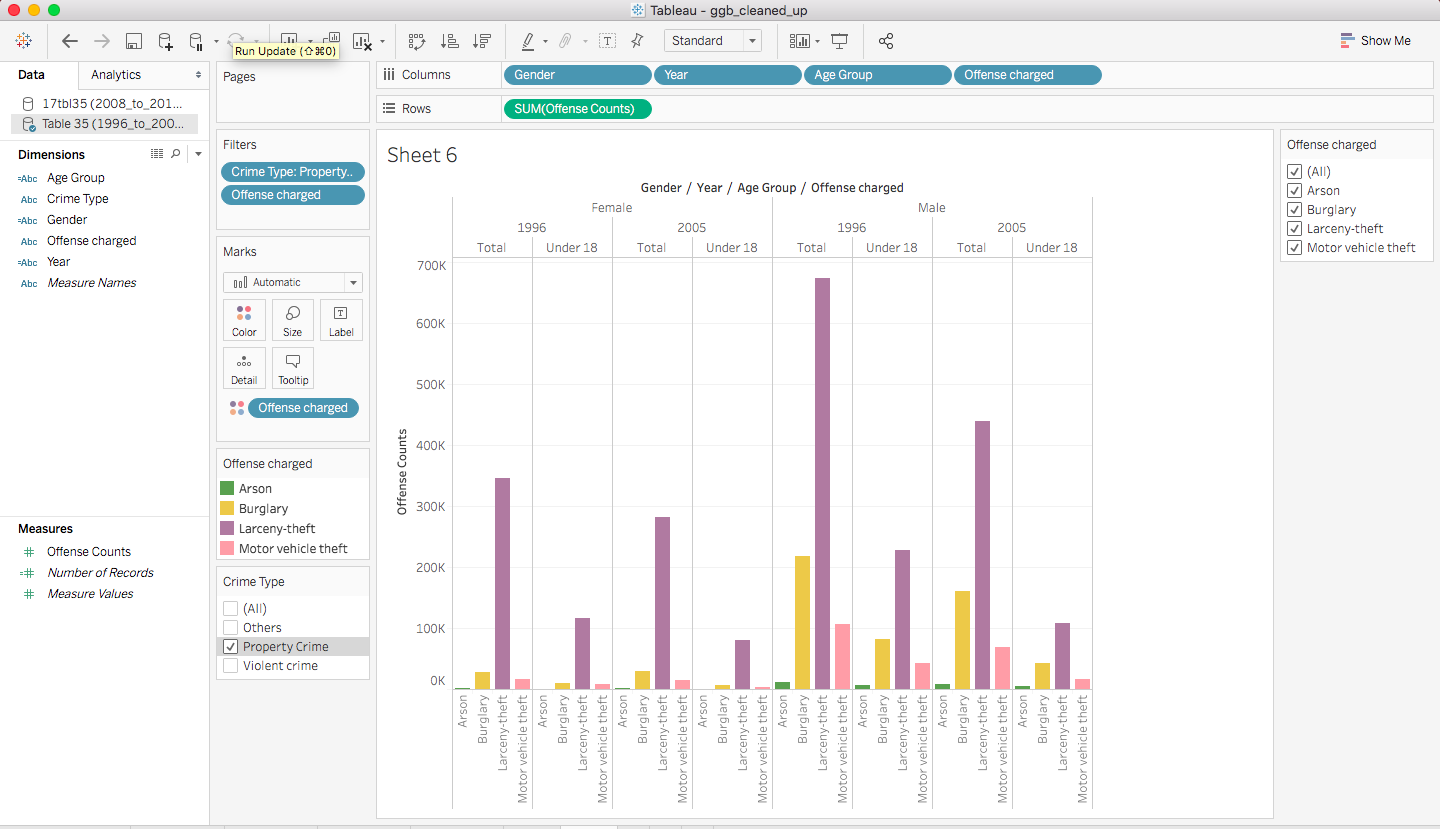 Tableau - ggb_cleaned_up
Standard
Show Me
Run Update (⇧⌘0)
Data
Analytics
17tbl35 (2008_to_201...
Table 35 (1996_to_200...
Dimensions
=Abc Age Group
Abc Crime Type
=Abc Gender
Abc Offense charged
=Abc Year
Abc Measure Names
Measures
# Offense Counts
=# Number of Records
# Measure Values
Pages
Filters
Crime Type: Property..
Offense charged
Marks
Automatic
Color
Size
T
Label
Detail
Tooltip
Offense charged
Offense charged
Arson
Burglary
Larceny-theft
Motor vehicle theft
Crime Type
(All)
Others
Property Crime
Violent crime
Columns
Gender
Year
Age Group
Offense charged
Rows
SUM(Offense Counts)
Sheet 6
Gender / Year / Age Group / Offense charged
Female
Male
1996
2005
1996
2005
Total
Under 18
Total
Under 18
Total
Under 18
Total
Under 18
Offense Counts
700K
600K
500K
400K
300K
200K
100K
0K
Arson
Burglary
Larceny-theft
Motor vehicle theft
Arson
Burglary
Larceny-theft
Motor vehicle theft
Arson
Burglary
Larceny-theft
Motor vehicle theft
Arson
Burglary
Larceny-theft
Motor vehicle theft
Arson
Burglary
Larceny-theft
Motor vehicle theft
Arson
Burglary
Larceny-theft
Motor vehicle theft
Arson
Burglary
Larceny-theft
Motor vehicle theft
Arson
Burglary
Larceny-theft
Motor vehicle theft
Offense charged
(All)
Arson
Burglary
Larceny-theft
Motor vehicle theft